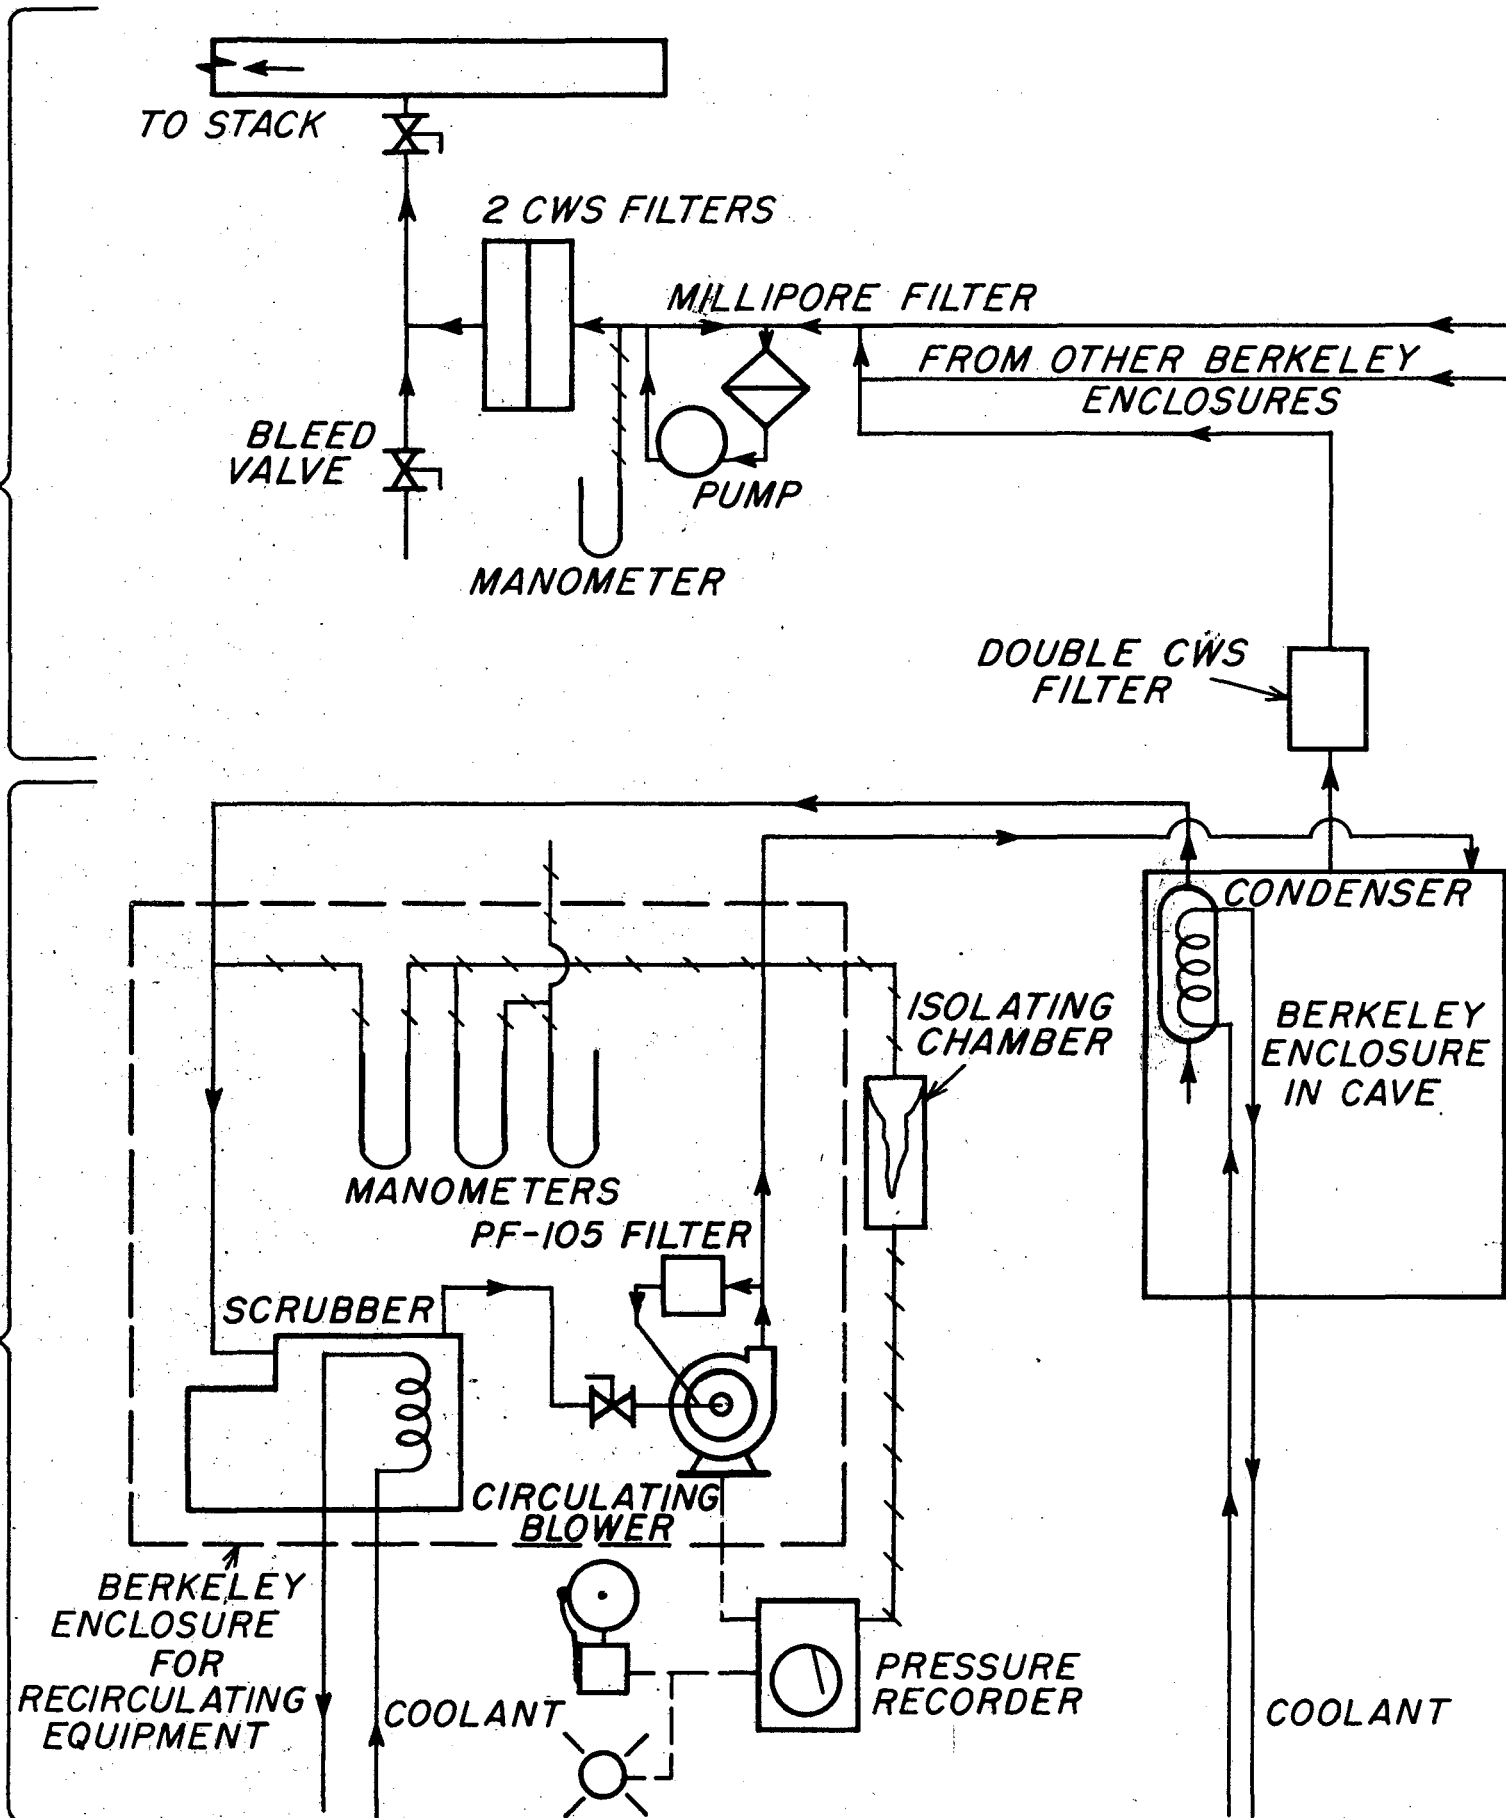 TO STACK
2 CWS FILTERS
MILLIPORE FILTER
FROM OTHER BERKELEY
ENCLOSURES
BLEED
VALVE
PUMP
MANOMETER
DOUBLE CWS
FILTER
CONDENSER
ISOLATING
CHAMBER
BERKELEY
ENCLOSURE
IN CAVE
MANOMETERS
PF-105 FILTER
SCRUBBER
CIRCULATING
BLOWER
BERKELEY
ENCLOSURE
FOR
RECIRCULATING
EQUIPMENT
COOLANT
PRESSURE
RECORDER
COOLANT